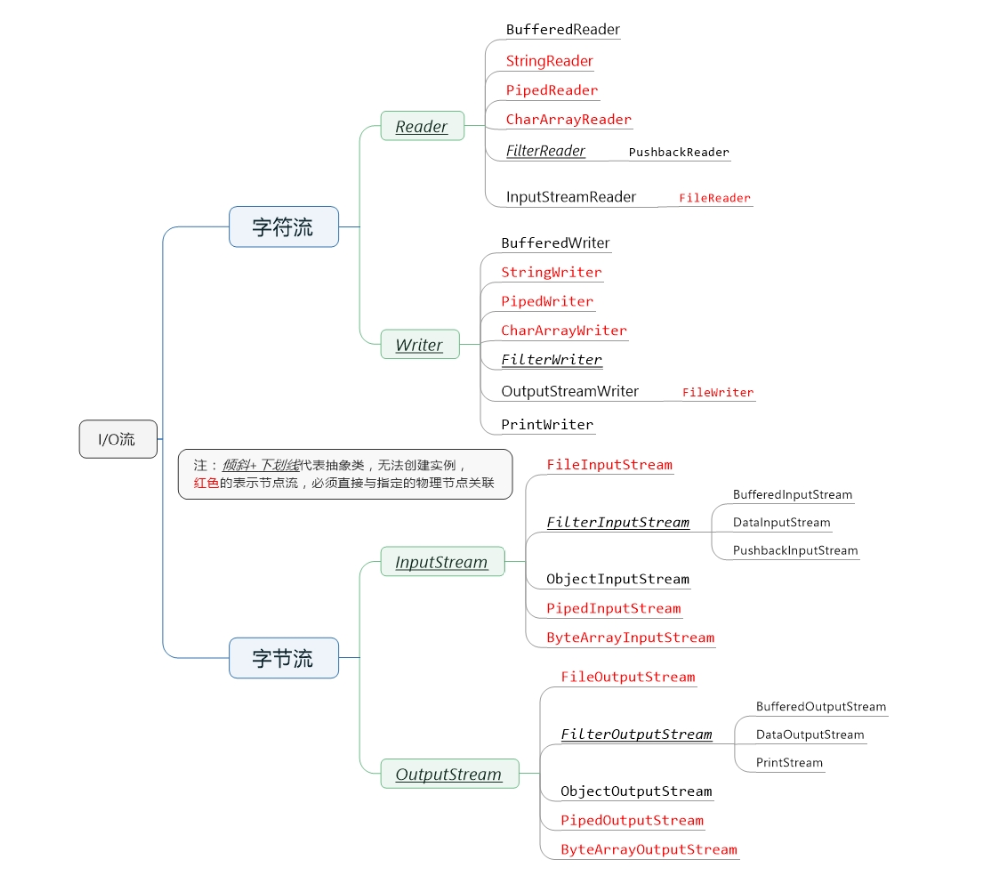 I/O流
字符流
Reader
BufferedReader
StringReader
PipedReader
CharArrayReader
FilterReader
PushbackReader
InputStreamReader
FileReader
Writer
BufferedWriter
StringWriter
PipedWriter
CharArrayWriter
FilterWriter
OutputStreamWriter
FileWriter
PrintWriter
注：倾斜+下划线代表抽象类，无法创建实例，
红色的表示节点流，必须直接与指定的物理节点关联
字节流
InputStream
FileInputStream
FilterInputStream
BufferedInputStream
DataInputStream
PushbackInputStream
ObjectInputStream
PipedInputStream
ByteArrayInputStream
OutputStream
FileOutputStream
FilterOutputStream
BufferedOutputStream
DataOutputStream
PrintStream
ObjectOutputStream
PipedOutputStream
ByteArrayOutputStream